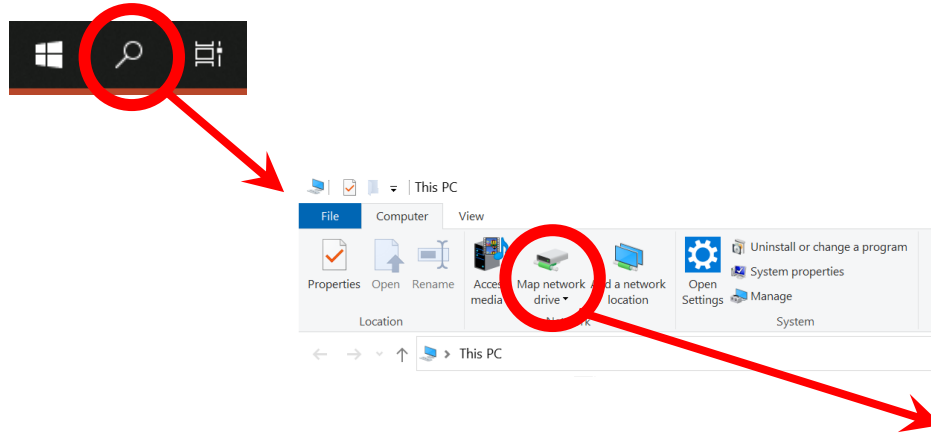 This PC
File Computer View
Properties Open Rename Map network a network Open Uninstall or change a program
media drive location Settings System properties
Manage
Location System
This PC